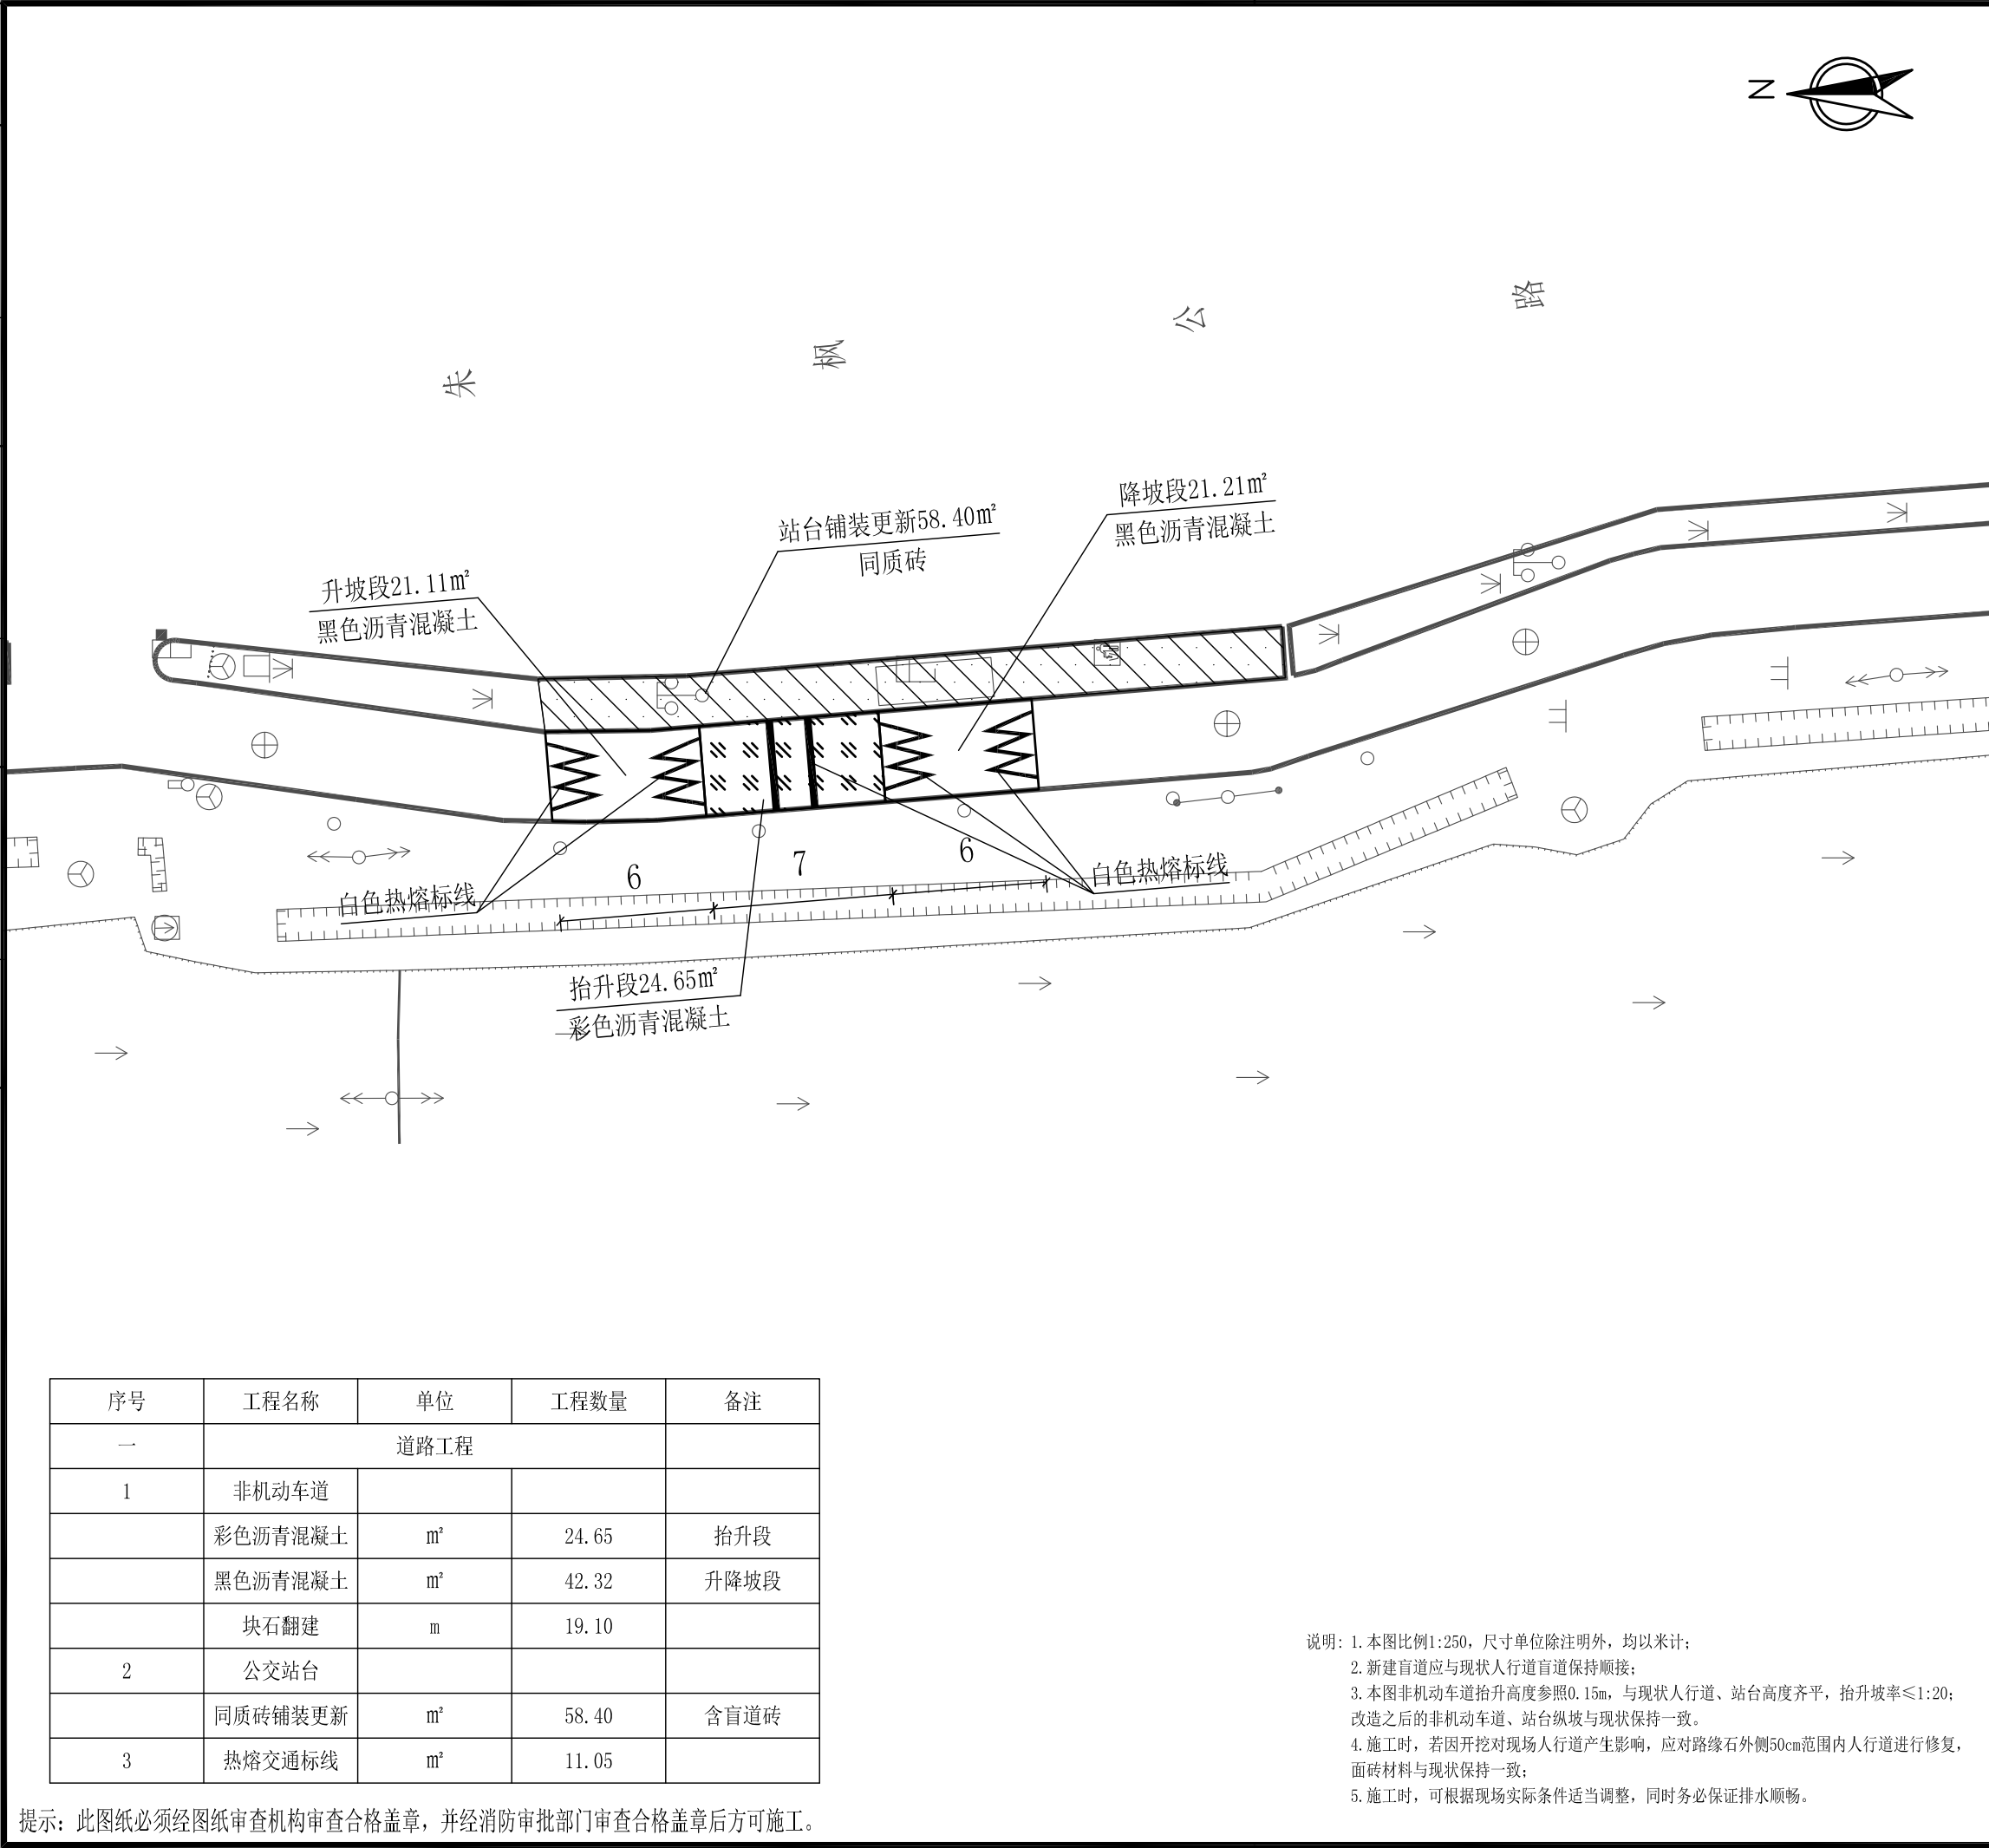 N
朱 枫 公 路
降坡段21.21㎡
黑色沥青混凝土
站台铺装更新58.40㎡
同质砖
升坡段21.11㎡
黑色沥青混凝土
6
7
6
白色热熔标线
白色热熔标线
抬升段24.65㎡
彩色沥青混凝土
序号 工程名称 单位 工程数量 备注
一 道路工程
1 非机动车道
彩色沥青混凝土 ㎡ 24.65 抬升段
黑色沥青混凝土 ㎡ 42.32 升降坡段
块石翻建 m 19.10
2 公交站台
同质砖铺装更新 ㎡ 58.40 含盲道砖
3 热熔交通标线 ㎡ 11.05
说明: 1.本图比例1:250，尺寸单位除注明外，均以米计；
2.新建盲道应与现状人行道盲道保持顺接；
3.本图非机动车道抬升高度参照0.15m，与现状人行道、站台高度齐平，抬升坡率≤1:20；
改造之后的非机动车道、站台纵坡与现状保持一致。
4.施工时，若因开挖对现场人行道产生影响，应对路缘石外侧50cm范围内人行道进行修复，
面砖材料与现状保持一致；
5.施工时，可根据现场实际条件适当调整，同时务必保证排水顺畅。
提示：此图纸必须经图纸审查机构审查合格盖章，并经消防审批部门审查合格盖章后方可施工。